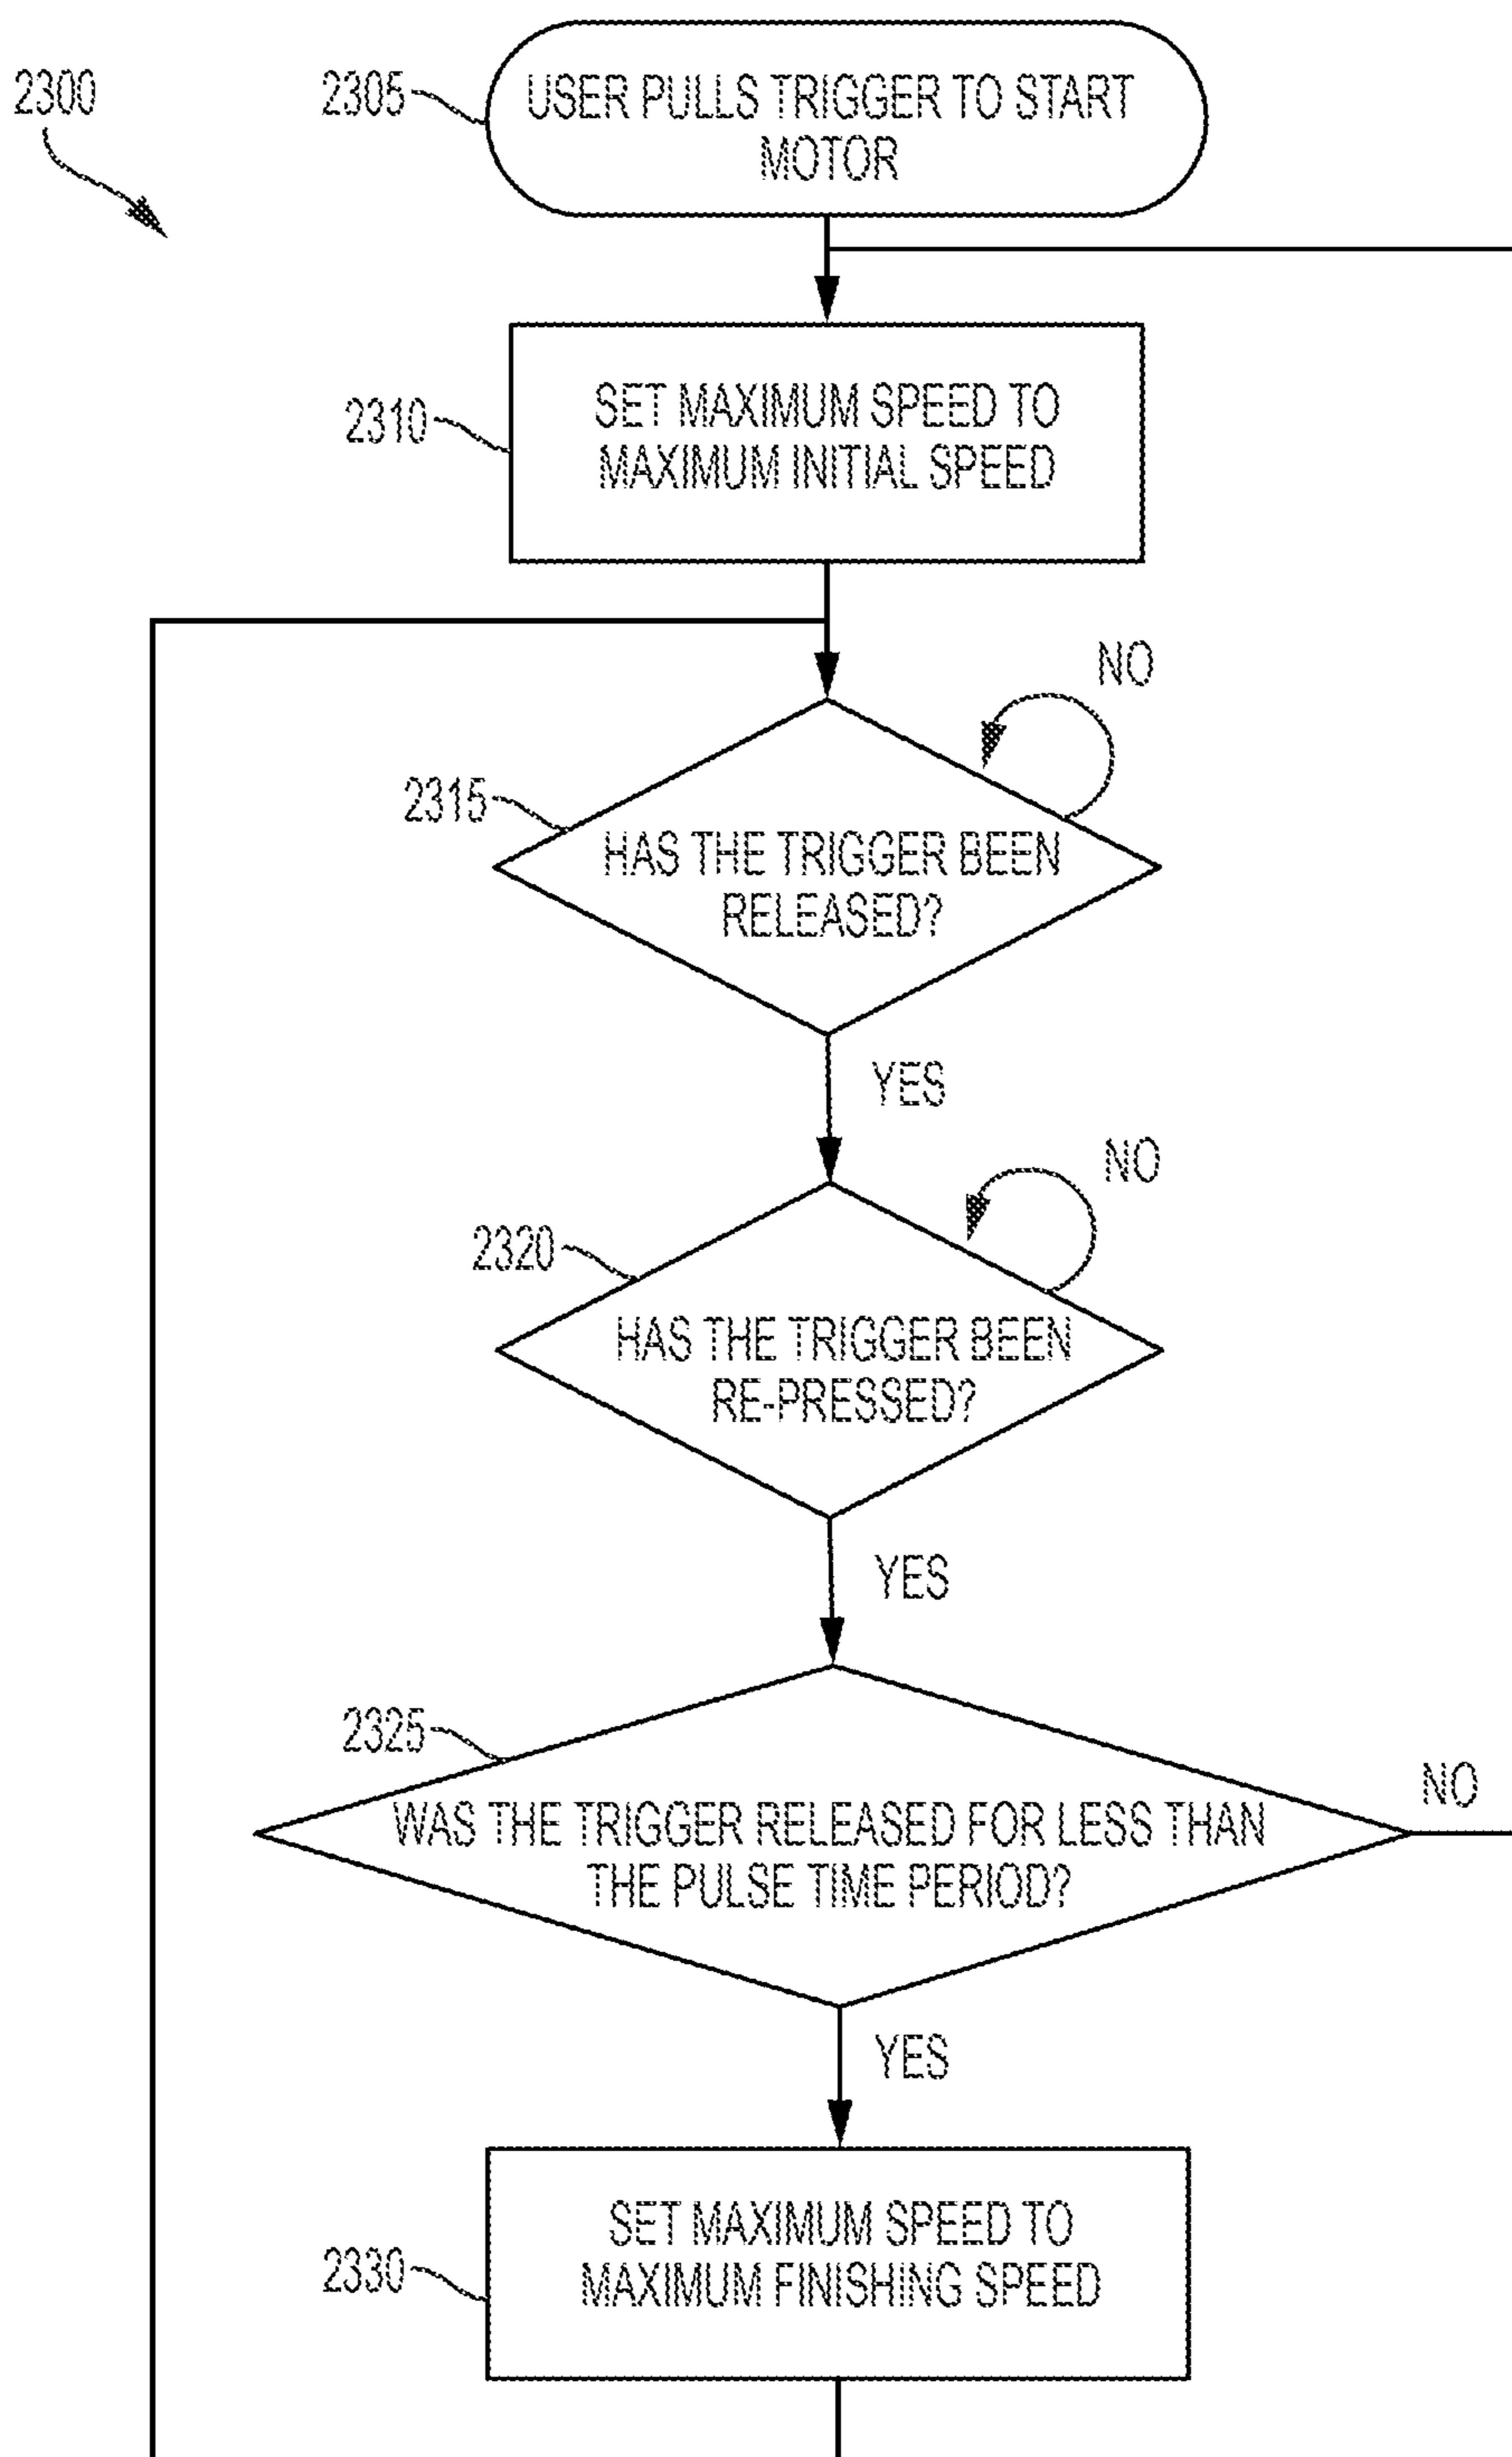 2300
2305
USER PULLS TRIGGER TO START
MOTOR
2310
SET MAXIMUM SPEED TO
MAXIMUM INITIAL SPEED
NO
2315
HAS THE TRIGGER BEEN
RELEASED?
YES
NO
2320
HAS THE TRIGGER BEEN
RE-PRESSED?
YES
2325
NO
WAS THE TRIGGER RELEASED FOR LESS THAN
THE PULSE TIME PERIOD?
YES
2330
SET MAXIMUM SPEED TO
MAXIMUM FINISHING SPEED